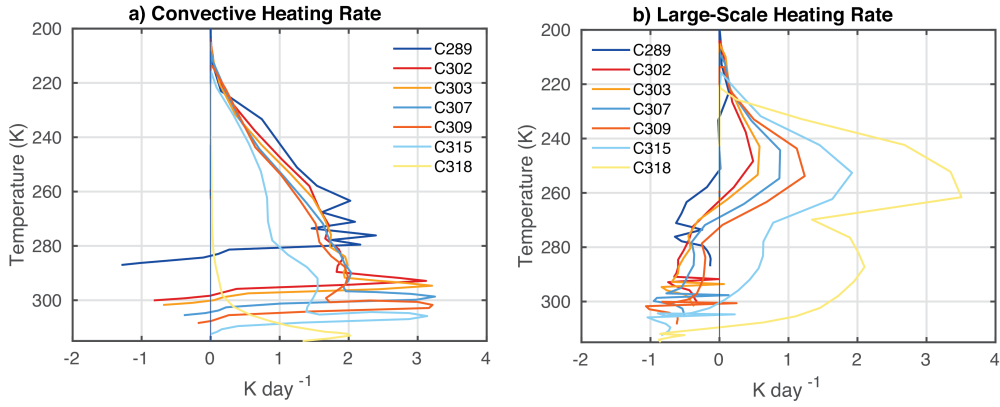 a) Convective Heating Rate
200
220
240
260
280
300
Temperature (K)
-2
-1
0
1
2
3
4
K day -1
C289
C302
C303
C307
C309
C315
C318
b) Large-Scale Heating Rate
200
220
240
260
280
300
Temperature (K)
-2
-1
0
1
2
3
4
K day -1
C289
C302
C303
C307
C309
C315
C318